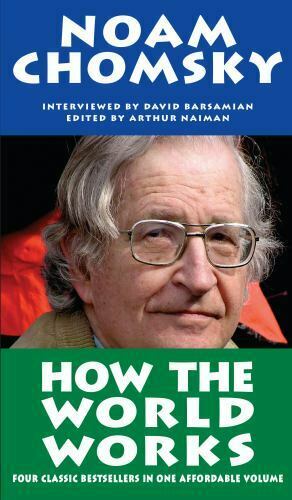 NOAM
CHOMSKY
INTERVIEWED BY DAVID BARSAMIAN
EDITED BY ARTHUR NAIMAN
HOW THE
WORLD
WORKS
FOUR CLASSIC BESTSELLERS IN ONE AFFORDABLE VOLUME